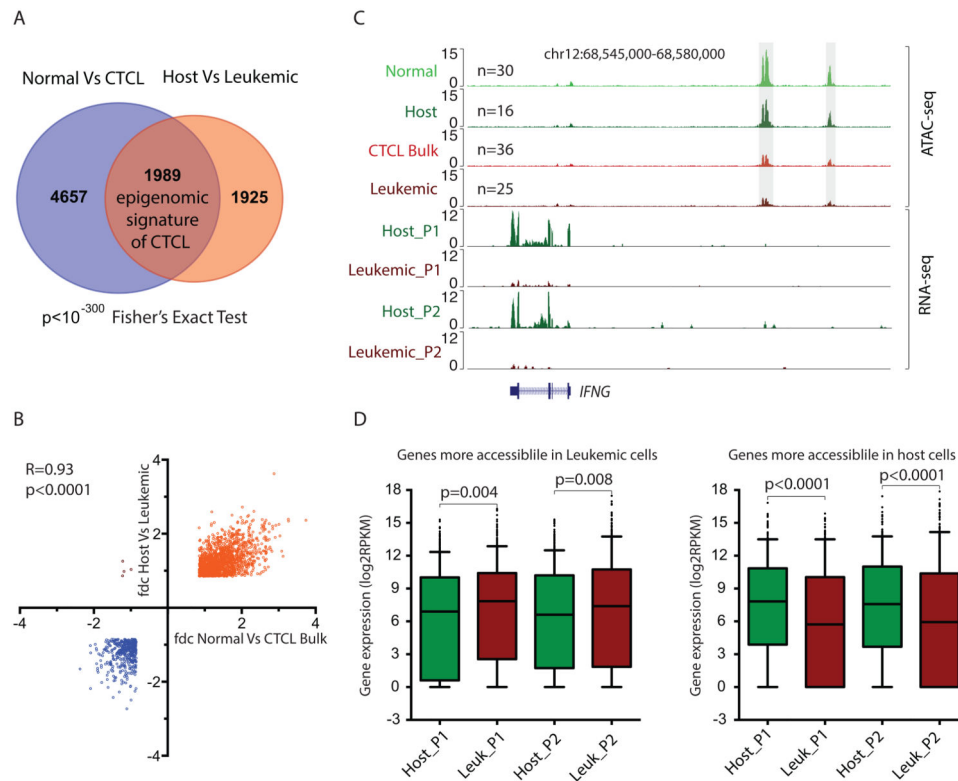 A
Normal Vs CTCL
Host Vs Leukemic
4657
1989
epigenomic
signature
of CTCL
1925
p<10-300 Fisher's Exact Test
B
R=0.93
p<0.0001
fdc Host Vs Leukemic
4
2
-4
-2
2
4
fdc Normal Vs CTCL Bulk
-2
-4
C
chr12:68,545,000-68,580,000
Normal
15
0
n=30
Host
15
0
n=16
CTCL Bulk
15
0
n=36
Leukemic
15
0
n=25
ATAC-seq
Host_P1
12
0
Leukemic_P1
12
0
Host_P2
12
0
Leukemic_P2
12
0
RNA-seq
IFNG
D
Genes more accessiblile in Leukemic cells
p=0.004
p=0.008
Gene expression (log2RPKM)
18
15
12
9
6
3
0
-3
Host_P1
Leuk_P1
Host_P2
Leuk_P2
Genes more accessiblile in host cells
p<0.0001
p<0.0001
Gene expression (log2RPKM)
18
15
12
9
6
3
0
-3
Host_P1
Leuk_P1
Host_P2
Leuk_P2